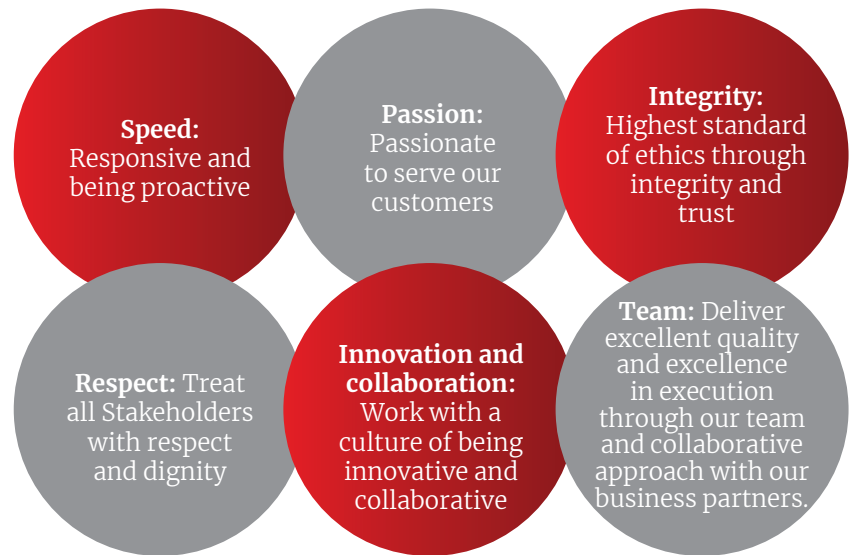 Speed:
Responsive and
being proactive
Passion:
Passionate
to serve our
customers
Integrity:
Highest standard
of ethics through
integrity and
trust
Respect: Treat
all Stakeholders
with respect
and dignity
Innovation and
collaboration:
Work with a
culture of being
innovative and
collaborative
Team: Deliver
excellent quality
and excellence
in execution
through our team
and collaborative
approach with our
business partners.